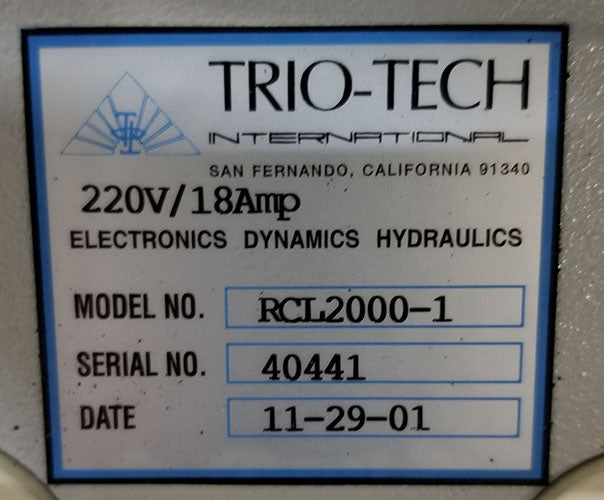 TRIO-TECH
INTERNATIONAL
SAN FERNANDO, CALIFORNIA 91340
220V/18Amp
ELECTRONICS DYNAMICS HYDRAULICS
MODEL NO. RCL2000-1
SERIAL NO. 40441
DATE 11-29-01